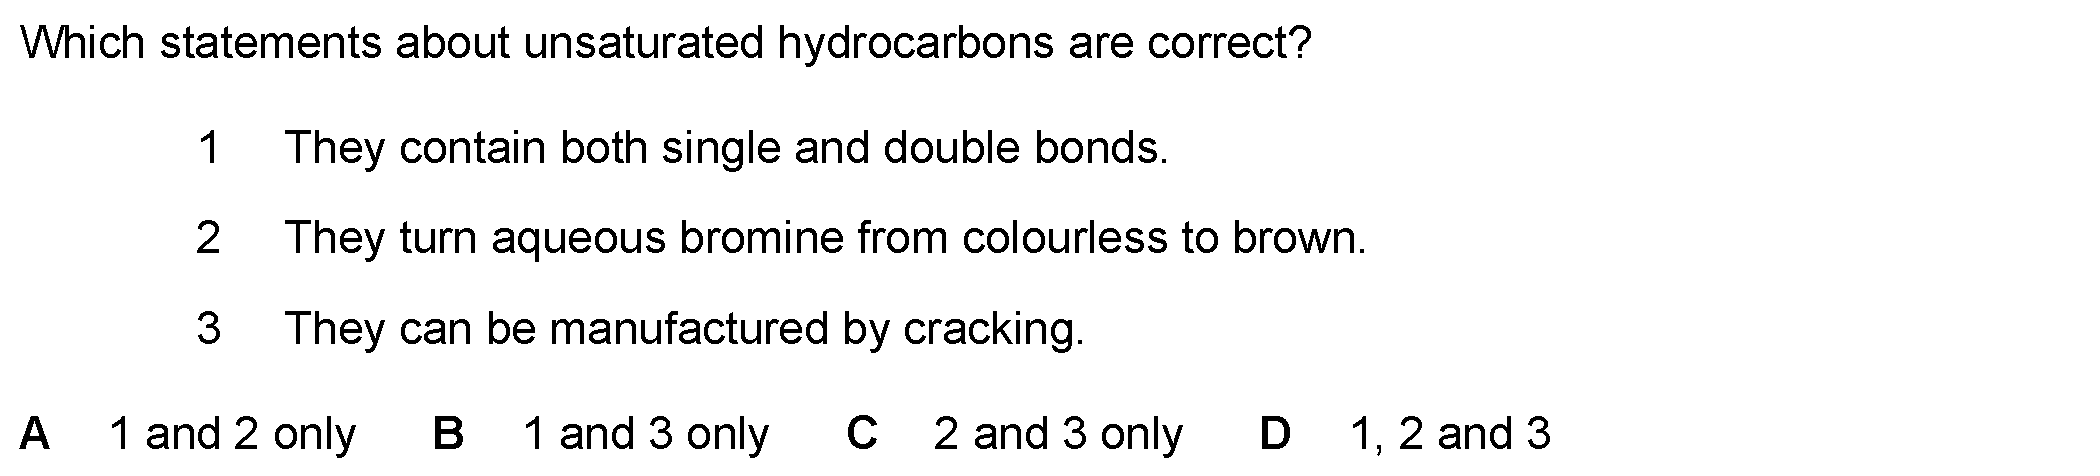 Which statements about unsaturated hydrocarbons are correct?
1 They contain both single and double bonds.
2 They turn aqueous bromine from colourless to brown.
3 They can be manufactured by cracking.
A 1 and 2 only B 1 and 3 only C 2 and 3 only D 1, 2 and 3